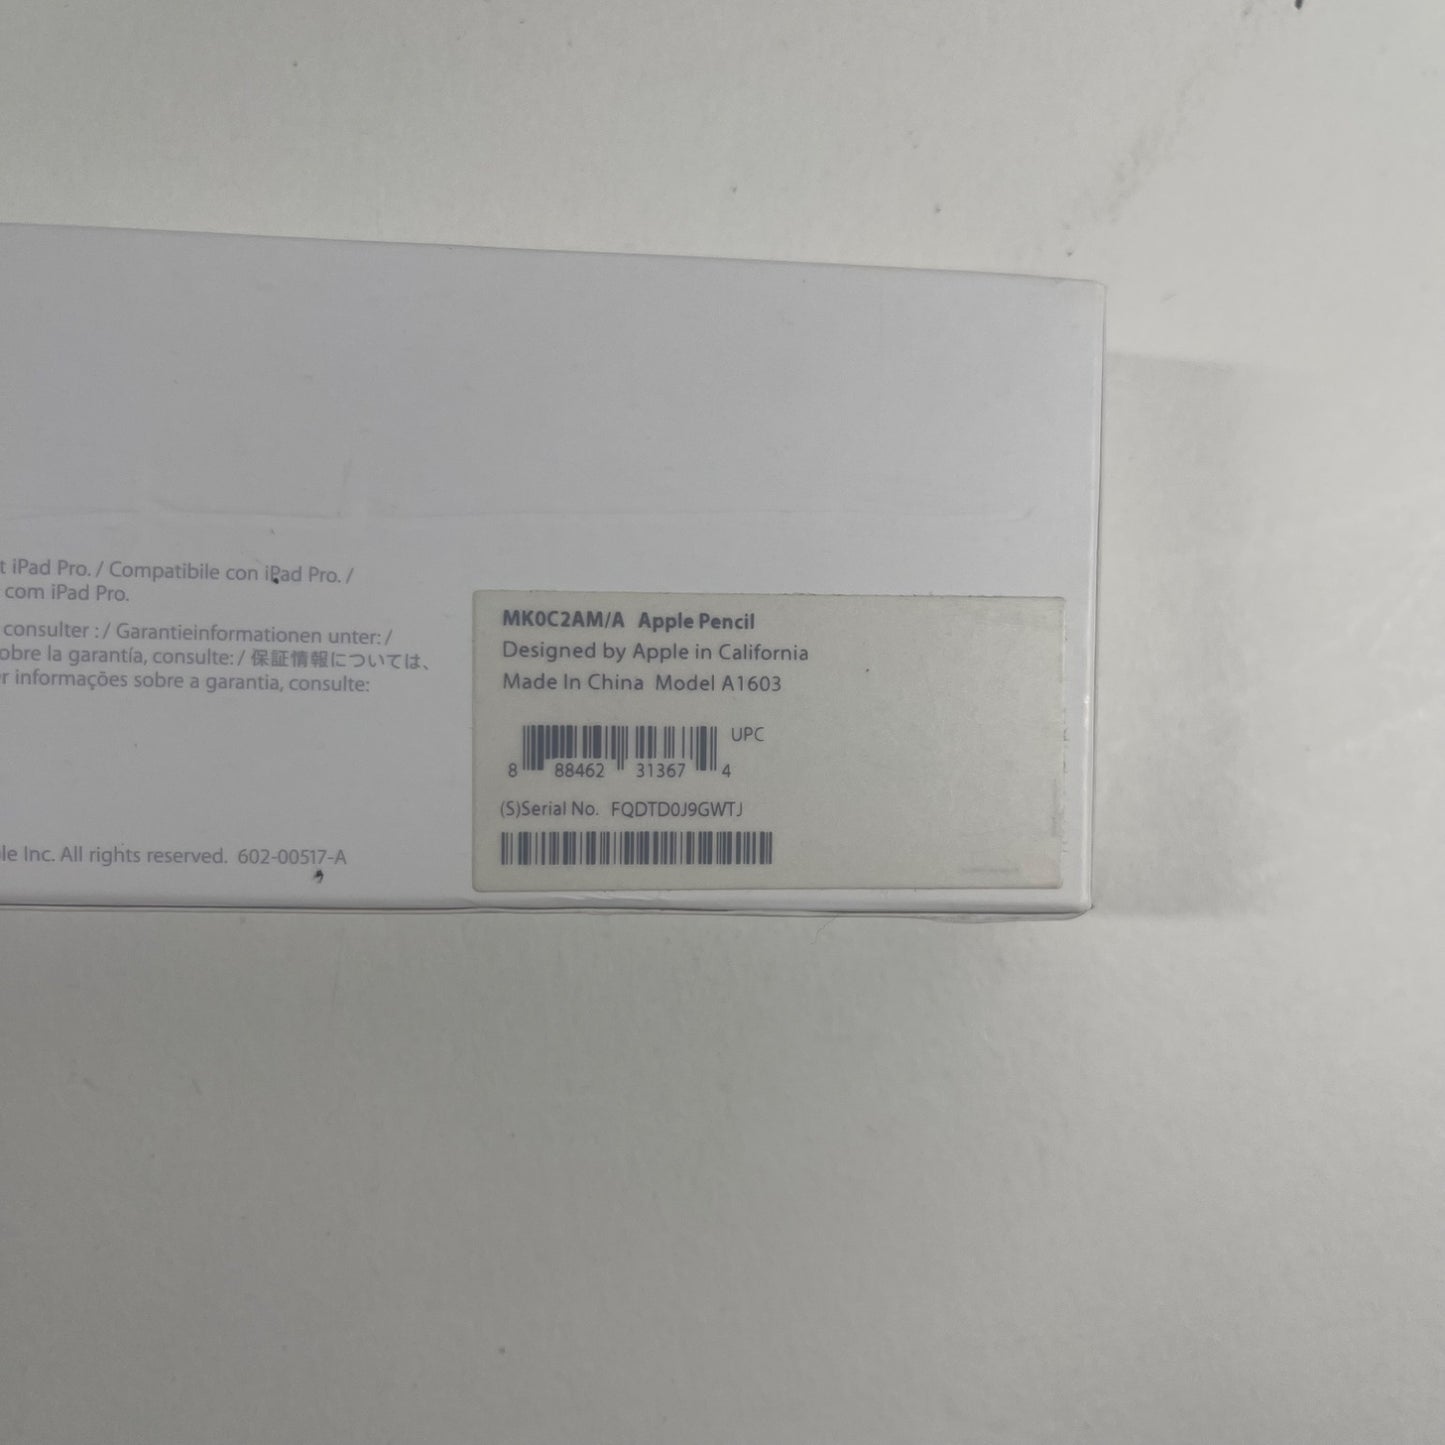 t iPad Pro. / Compatibile con iPad Pro. /
com iPad Pro.
consulter : / Garantieinformationen unter: /
obre la garantía, consulte: / 保証情報については、
r informações sobre a garantia, consulte:
le Inc. All rights reserved. 602-00517-A
MK0C2AM/A Apple Pencil
Designed by Apple in California
Made In China Model A1603
UPC
8 88462 31367 4
(S)Serial No. FQDTD0J9GWTJ